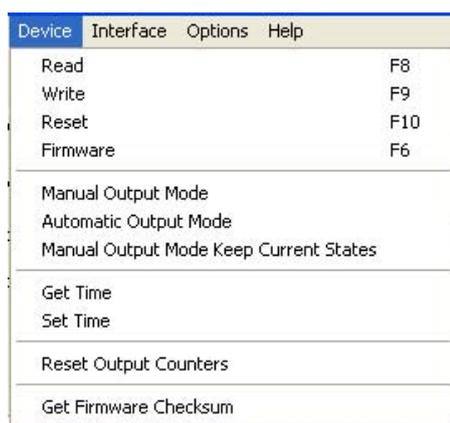 Device Interface Options Help
Read F8
Write F9
Reset F10
Firmware F6
Manual Output Mode
Automatic Output Mode
Manual Output Mode Keep Current States
Get Time
Set Time
Reset Output Counters
Get Firmware Checksum